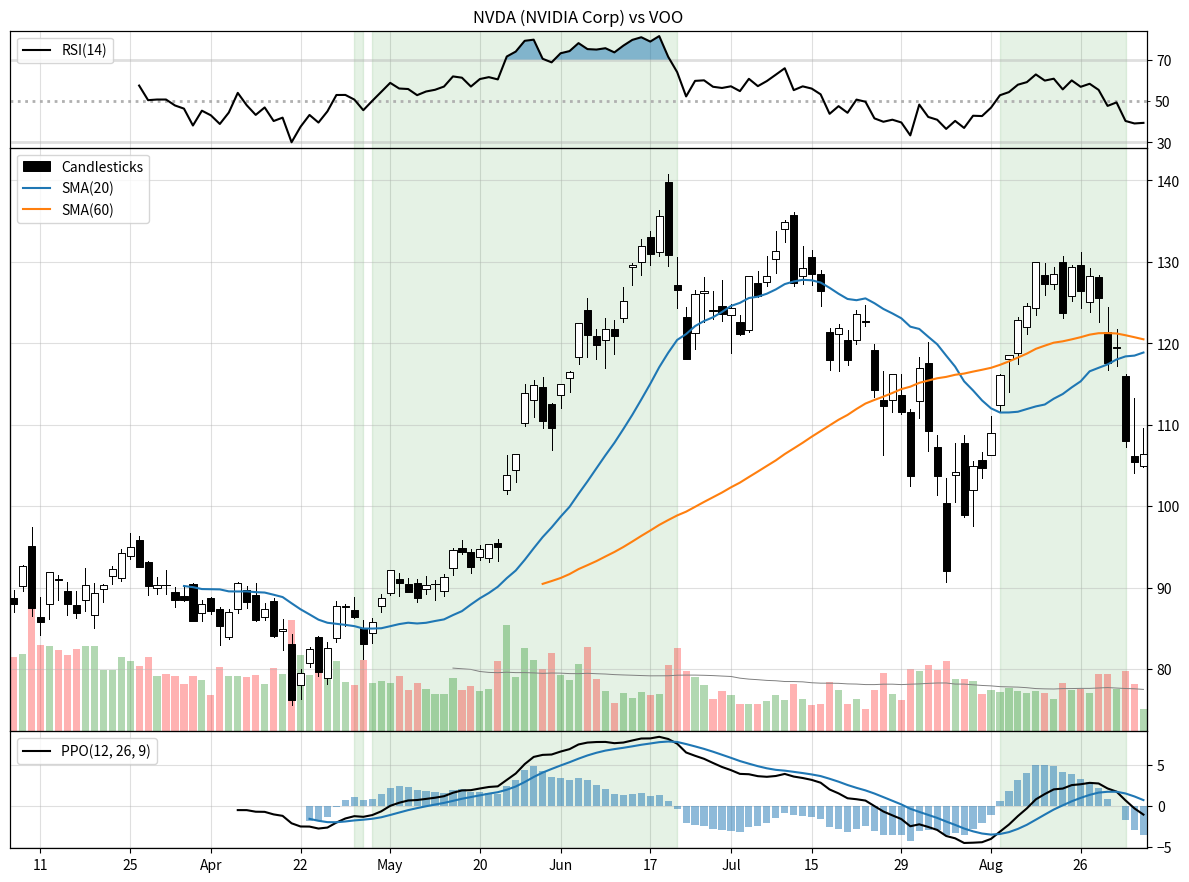 NVDA (NVIDIA Corp) vs VOO
RSI(14)
70
50
30
Candlesticks
SMA(20)
SMA(60)
140
130
120
110
100
90
80
PPO(12, 26, 9)
5
0
−5
11 25 Apr 22 May 20 Jun 17 Jul 15 29 Aug 26